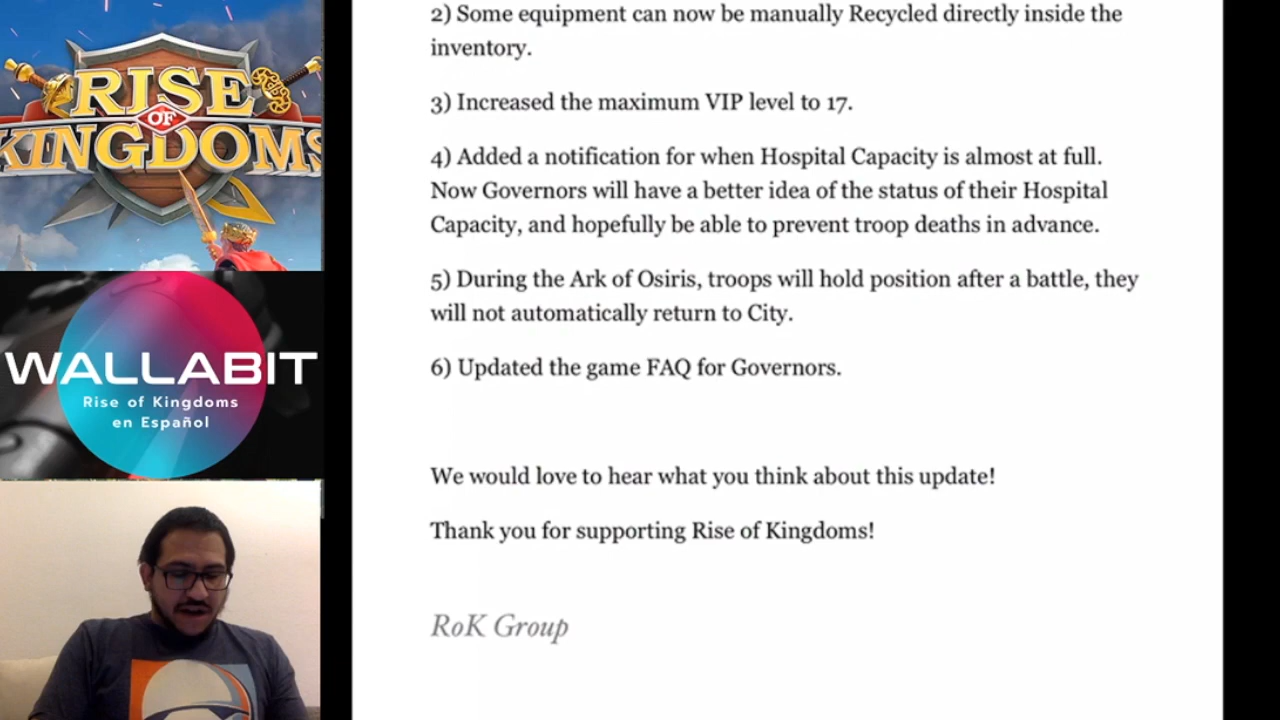 RISE
OF
KINGDOMS
WALLABIT
Rise of Kingdoms
en Español
2) Some equipment can now be manually Recycled directly inside the
inventory.
3) Increased the maximum VIP level to 17.
4) Added a notification for when Hospital Capacity is almost at full.
Now Governors will have a better idea of the status of their Hospital
Capacity, and hopefully be able to prevent troop deaths in advance.
5) During the Ark of Osiris, troops will hold position after a battle, they
will not automatically return to City.
6) Updated the game FAQ for Governors.
We would love to hear what you think about this update!
Thank you for supporting Rise of Kingdoms!
RoK Group